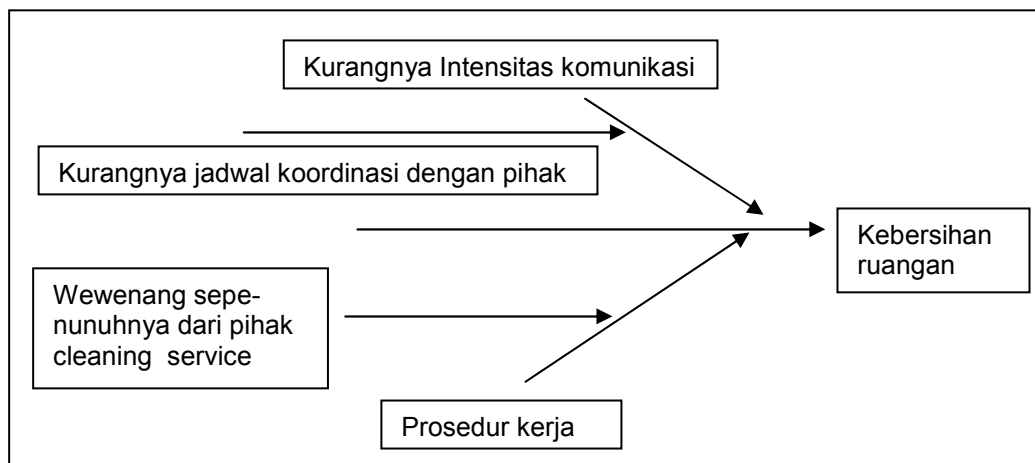 Kurangnya Intensitas komunikasi
Kurangnya jadwal koordinasi dengan pihak
Kebersihan
ruangan
Wewenang sepe-
nunuhnya dari pihak
cleaning service
Prosedur kerja